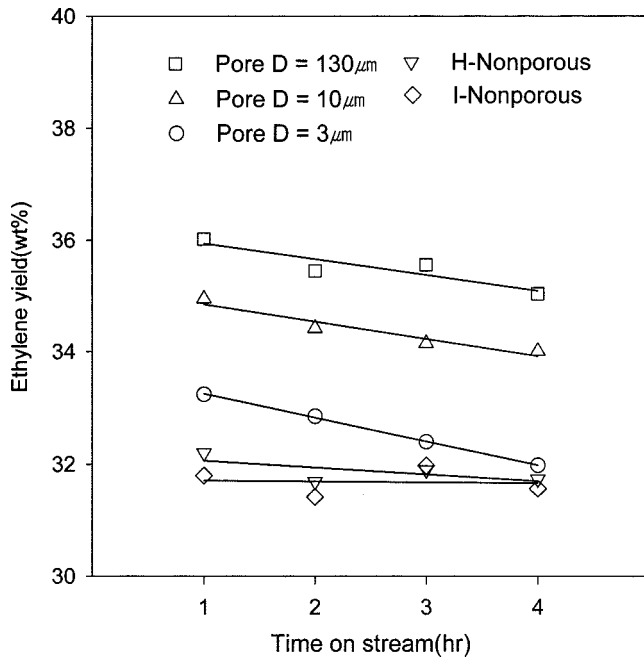 40
38
36
34
32
30
Ethylene yield(wt%)
Pore D = 130㎛
Pore D = 10㎛
Pore D = 3㎛
H-Nonporous
I-Nonporous
1 2 3 4
Time on stream(hr)